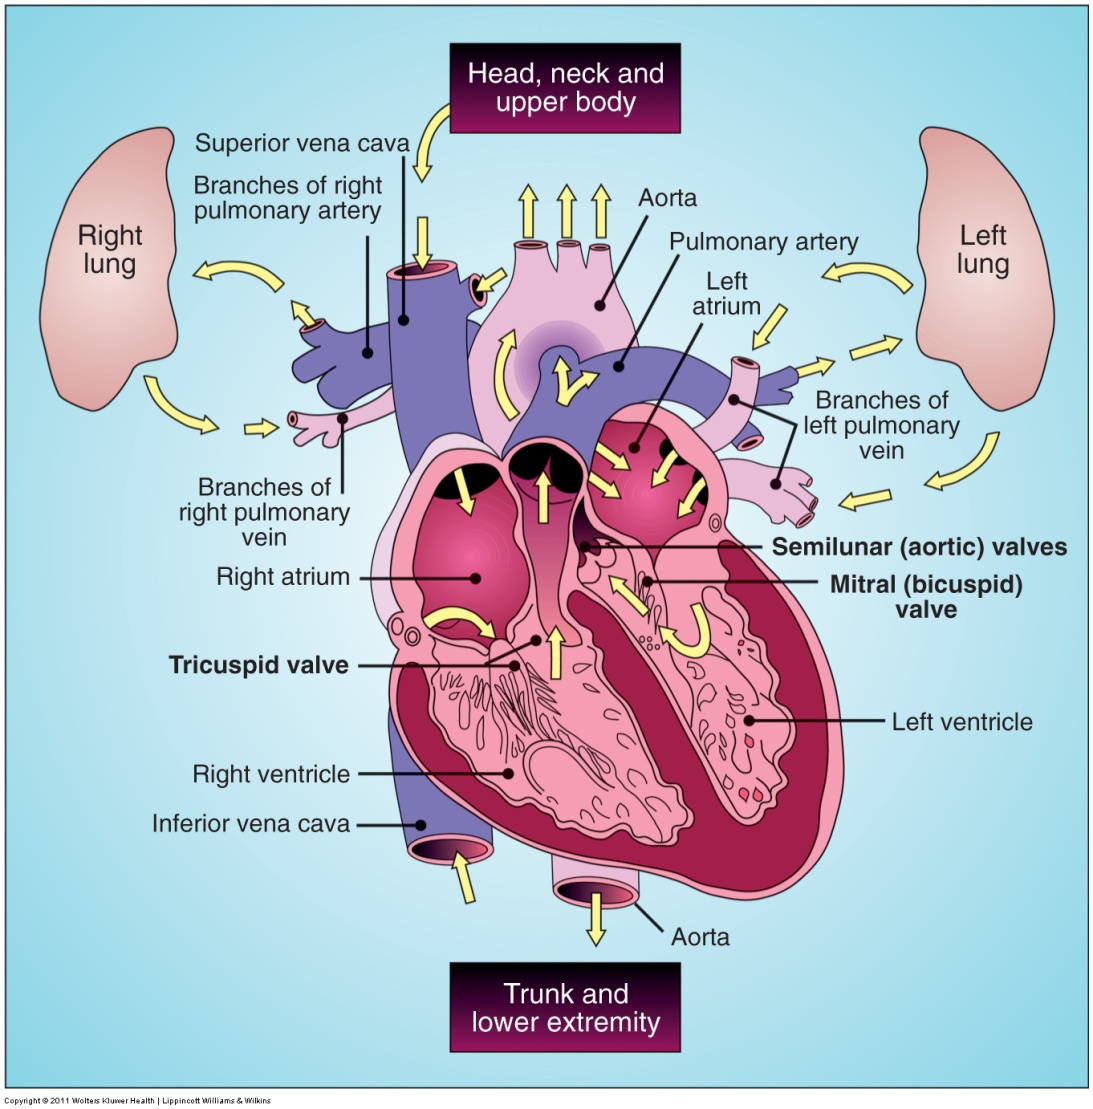 Head, neck and
upper body
Superior vena cava
Branches of right
pulmonary artery
Aorta
Pulmonary artery
Left
atrium
Right
lung
Left
lung
Branches of
left pulmonary
vein
Branches of
right pulmonary
vein
Semilunar (aortic) valves
Right atrium
Mitral (bicuspid)
valve
Tricuspid valve
Left ventricle
Right ventricle
Inferior vena cava
Aorta
Trunk and
lower extremity
Copyright © 2011 Wolters Kluwer Health | Lippincott Williams & Wilkins